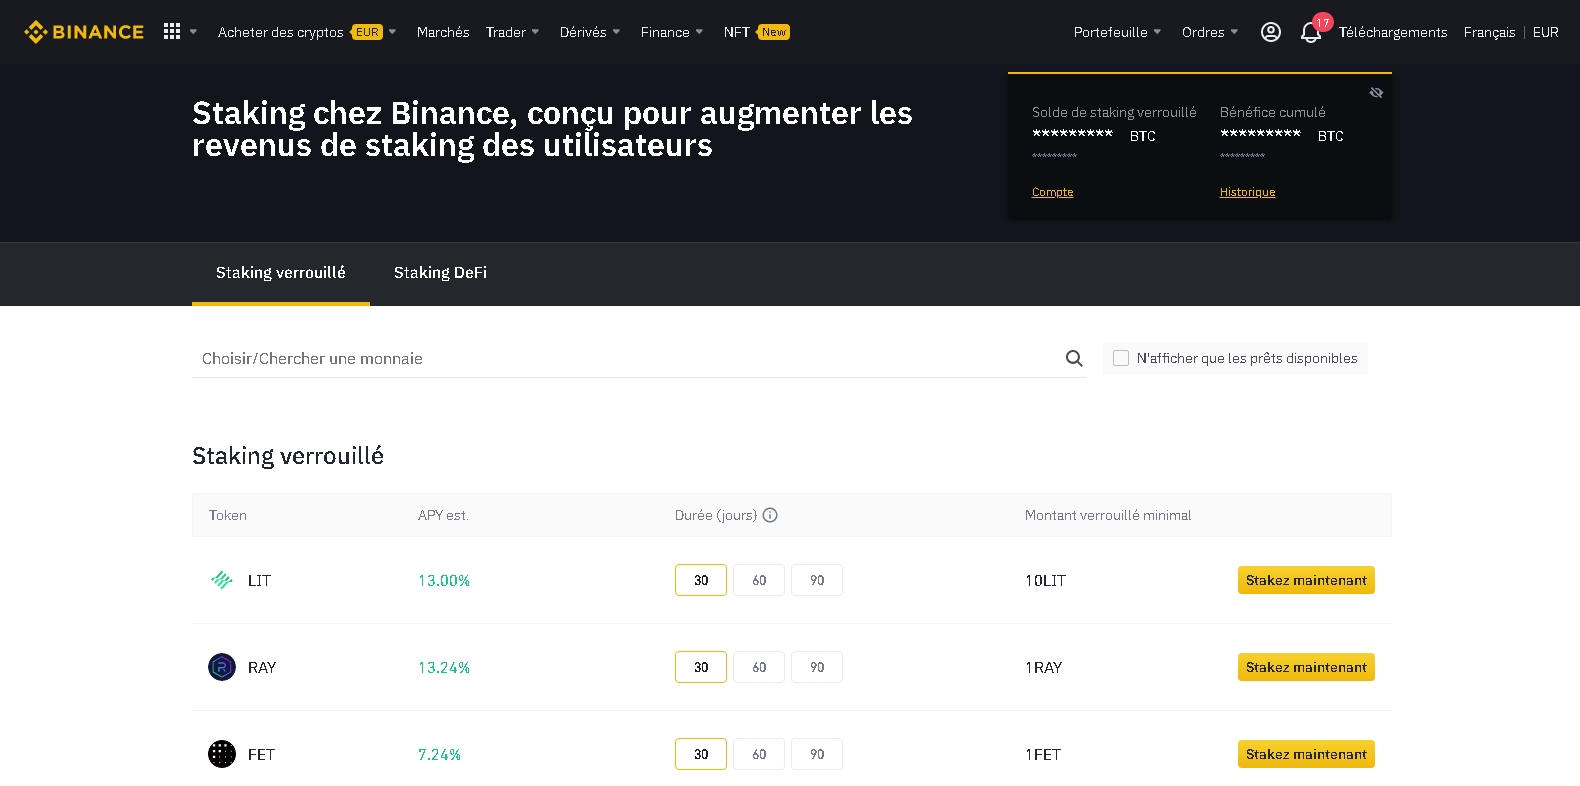 BINANCE Acheter des cryptos EUR Marchés Trader Dérivés Finance NFT New Portefeuille Ordres 17 Téléchargements Français | EUR
Staking chez Binance, conçu pour augmenter les
revenus de staking des utilisateurs
Solde de staking verrouillé Bénéfice cumulé
********* BTC ********* BTC
********* *********
Compte Historique
Staking verrouillé Staking DeFi
Choisir/Chercher une monnaie N'afficher que les prêts disponibles
Staking verrouillé
Token APY est. Durée (jours) Montant verrouillé minimal
LIT 13.00% 30 60 90 10LIT Stakez maintenant
RAY 13.24% 30 60 90 1RAY Stakez maintenant
FET 7.24% 30 60 90 1FET Stakez maintenant